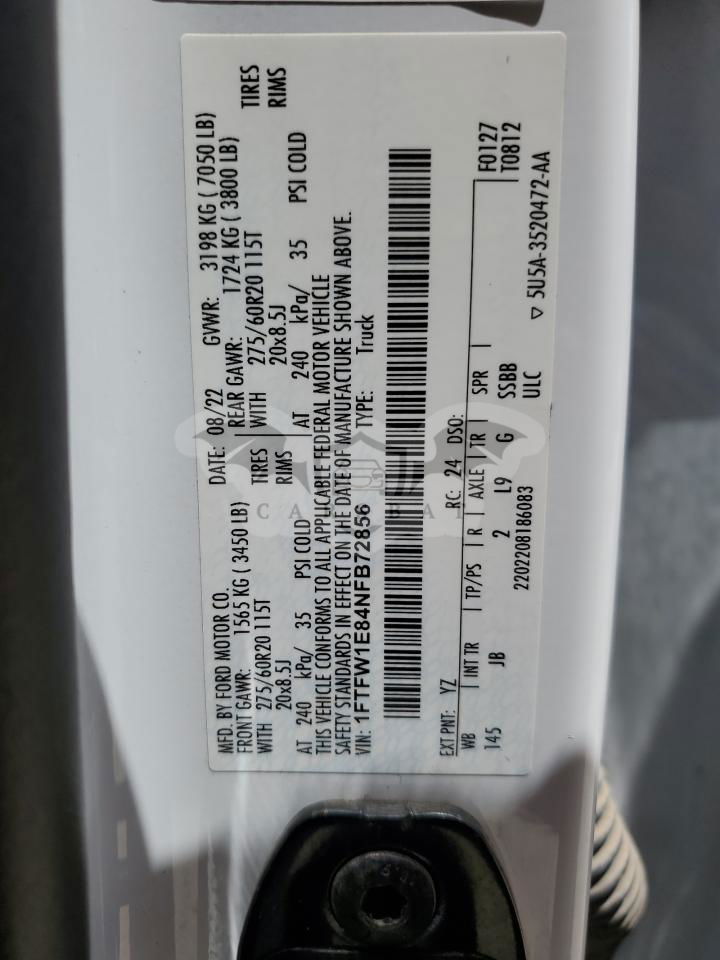 MFD. BY FORD MOTOR CO.
DATE: 08/22 GVWR: 3198 KG ( 7050 LB)
FRONT GAWR: 1565 KG ( 3450 LB) REAR GAWR: 1724 KG ( 3800 LB)
WITH 275/60R20 115T TIRES WITH 275/60R20 115T TIRES
20x8.5J RIMS 20x8.5J RIMS
AT 240 kPa/ 35 PSI COLD AT 240 kPa/ 35 PSI COLD
THIS VEHICLE CONFORMS TO ALL APPLICABLE FEDERAL MOTOR VEHICLE
SAFETY STANDARDS IN EFFECT ON THE DATE OF MANUFACTURE SHOWN ABOVE.
VIN: 1FTFW1E84NFB72856 TYPE: Truck
EXT PNT: YZ RC: 24 DSO: F0127
WB INT TR TP/PS R AXLE TR SPR T0812
145 JB 2 L9 G SSBB
2202208186083 ULC ▽ 5U5A-3520472-AA